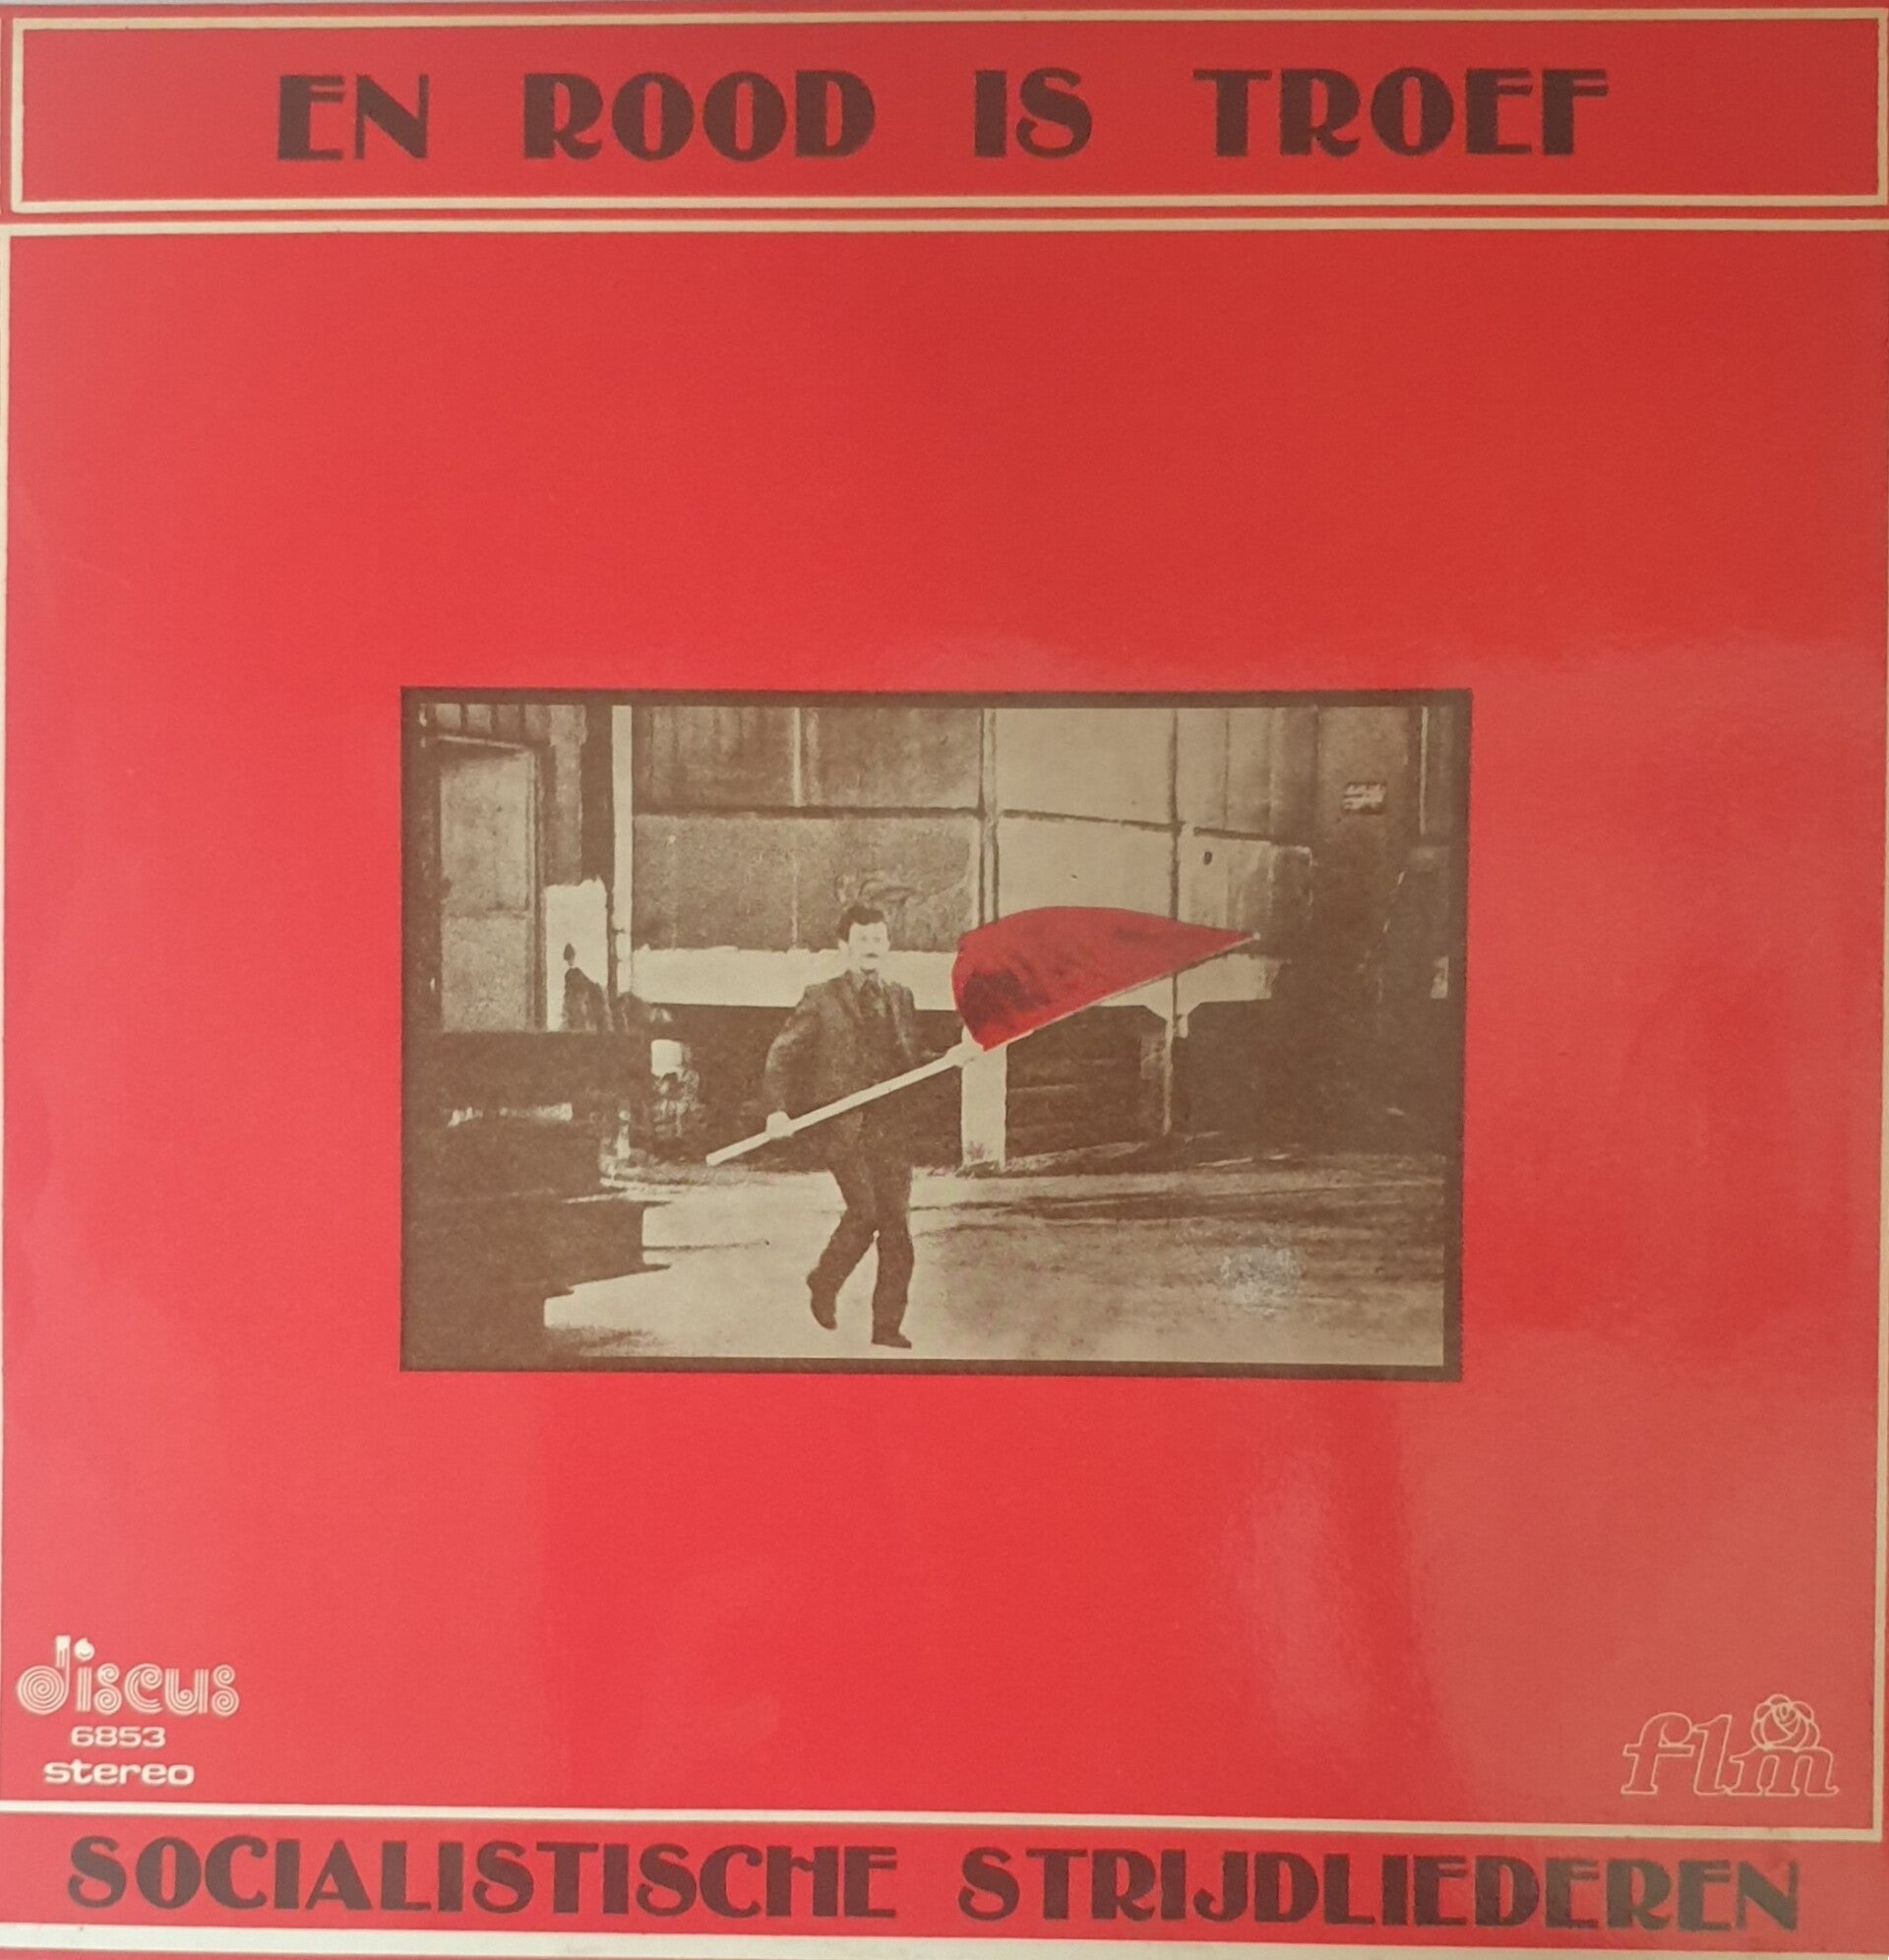 EN ROOD IS TROEF
discus
6853
stereo
flm
SOCIALISTISCHE STRIJDLIEDEREN